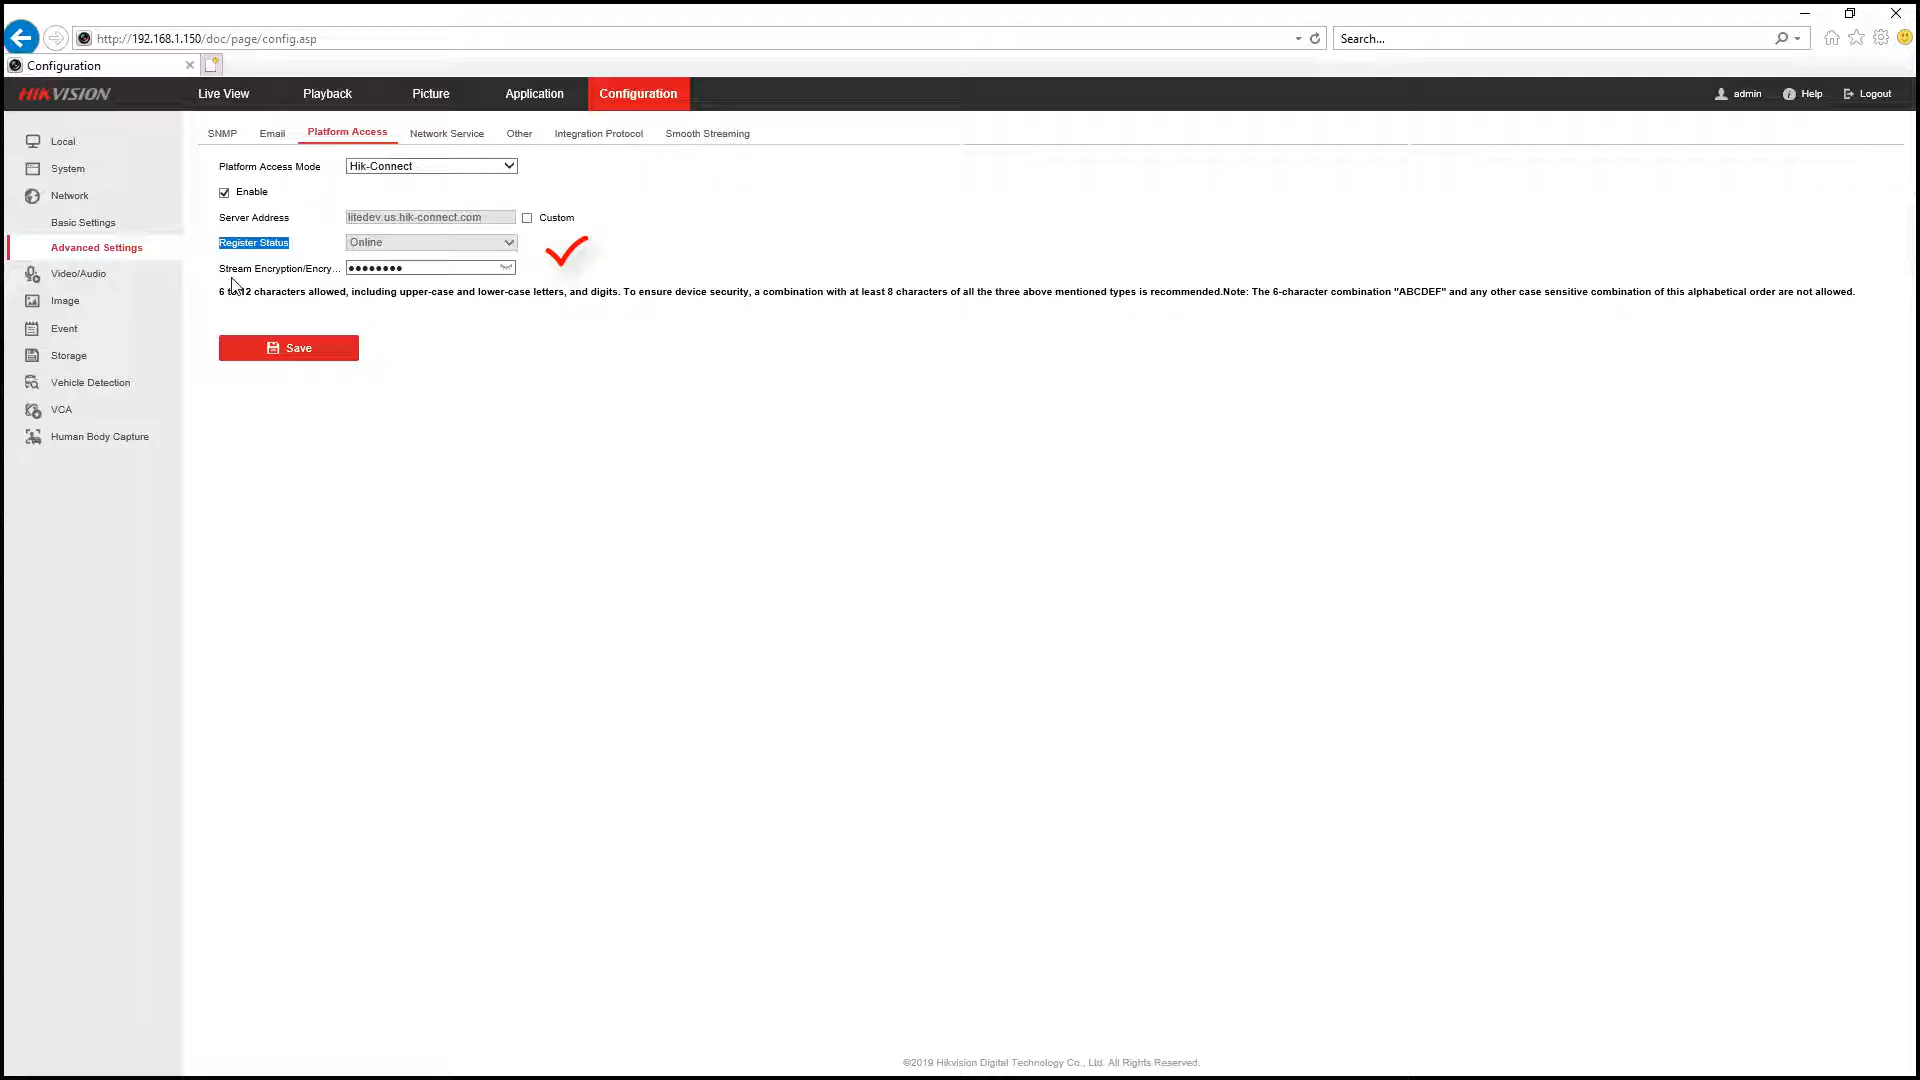 http://192.168.1.150/doc/page/config.asp
Search...
Configuration
HIKVISION
Live View
Playback
Picture
Application
Configuration
admin
Help
Logout
Local
System
Network
Basic Settings
Advanced Settings
Video/Audio
Image
Event
Storage
Vehicle Detection
VCA
Human Body Capture
SNMP
Email
Platform Access
Network Service
Other
Integration Protocol
Smooth Streaming
Platform Access Mode
Hik-Connect
Enable
Server Address
litedev.us.hik-connect.com
Custom
Register Status
Online
Stream Encryption/Encry...
●●●●●●●●
6 to 12 characters allowed, including upper-case and lower-case letters, and digits. To ensure device security, a combination with at least 8 characters of all the three above mentioned types is recommended.Note: The 6-character combination "ABCDEF" and any other case sensitive combination of this alphabetical order are not allowed.
Save
©2019 Hikvision Digital Technology Co., Ltd. All Rights Reserved.